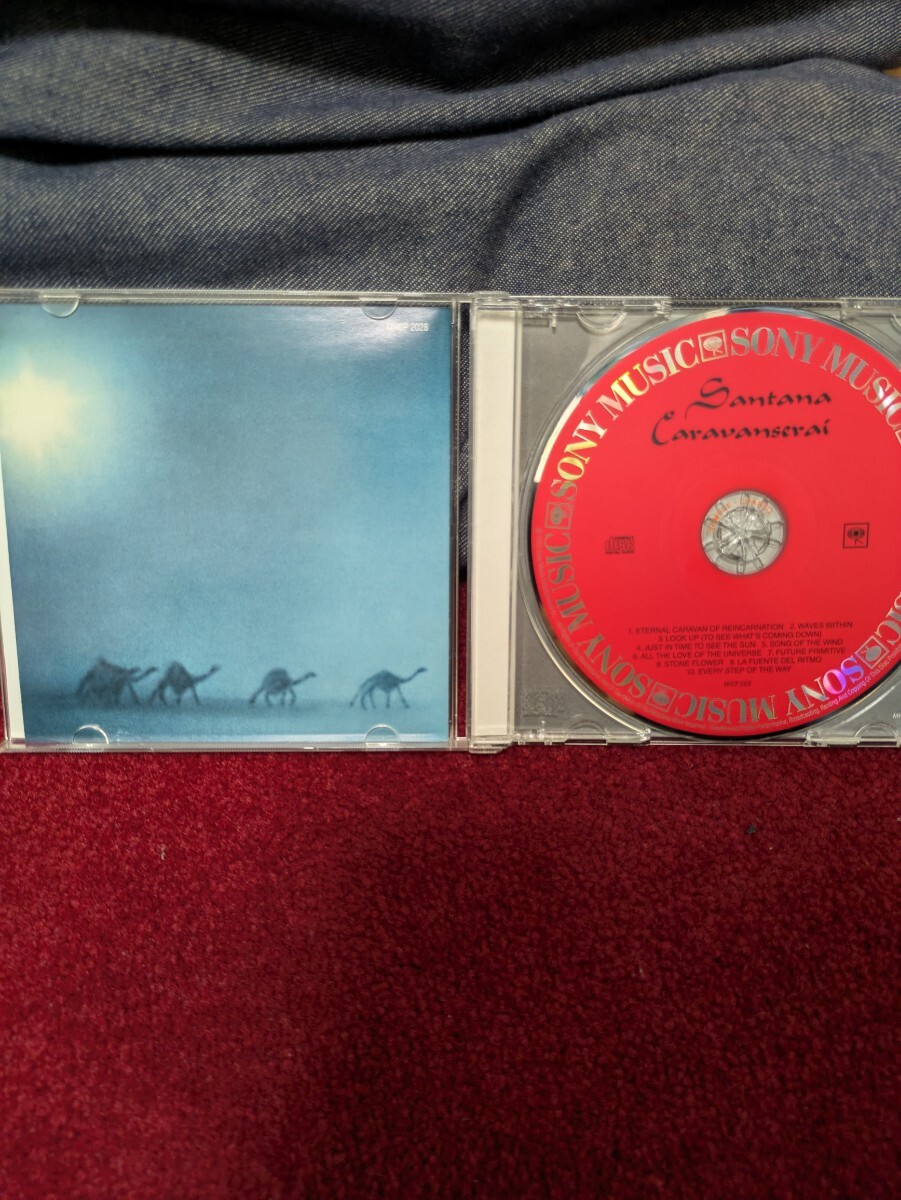 2028
SONY MUSIC SONY MUSIC SONY MUSIC SONY MUSIC SONY MUSIC
Santana
Caravanserai
1. ETERNAL CARAVAN OF REINCARNATION 2. WAVES WITHIN
3. LOOK UP (TO SEE WHAT'S COMING DOWN)
4. JUST IN TIME TO SEE THE SUN 5. SONG OF THE WIND
6. ALL THE LOVE OF THE UNIVERSE 7. FUTURE PRIMITIVE
8. STONE FLOWER 9. LA FUENTE DEL RITMO
10. EVERY STEP OF THE WAY